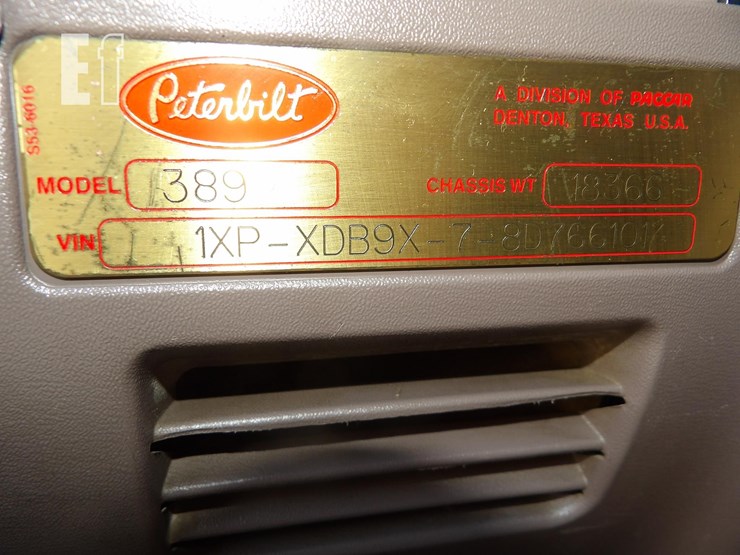 E-f
S53-6016
Peterbilt
A DIVISION OF PACCAR
DENTON, TEXAS U.S.A.
MODEL 389 CHASSIS WT 18366
VIN 1XP-XDB9X-7-8D766101